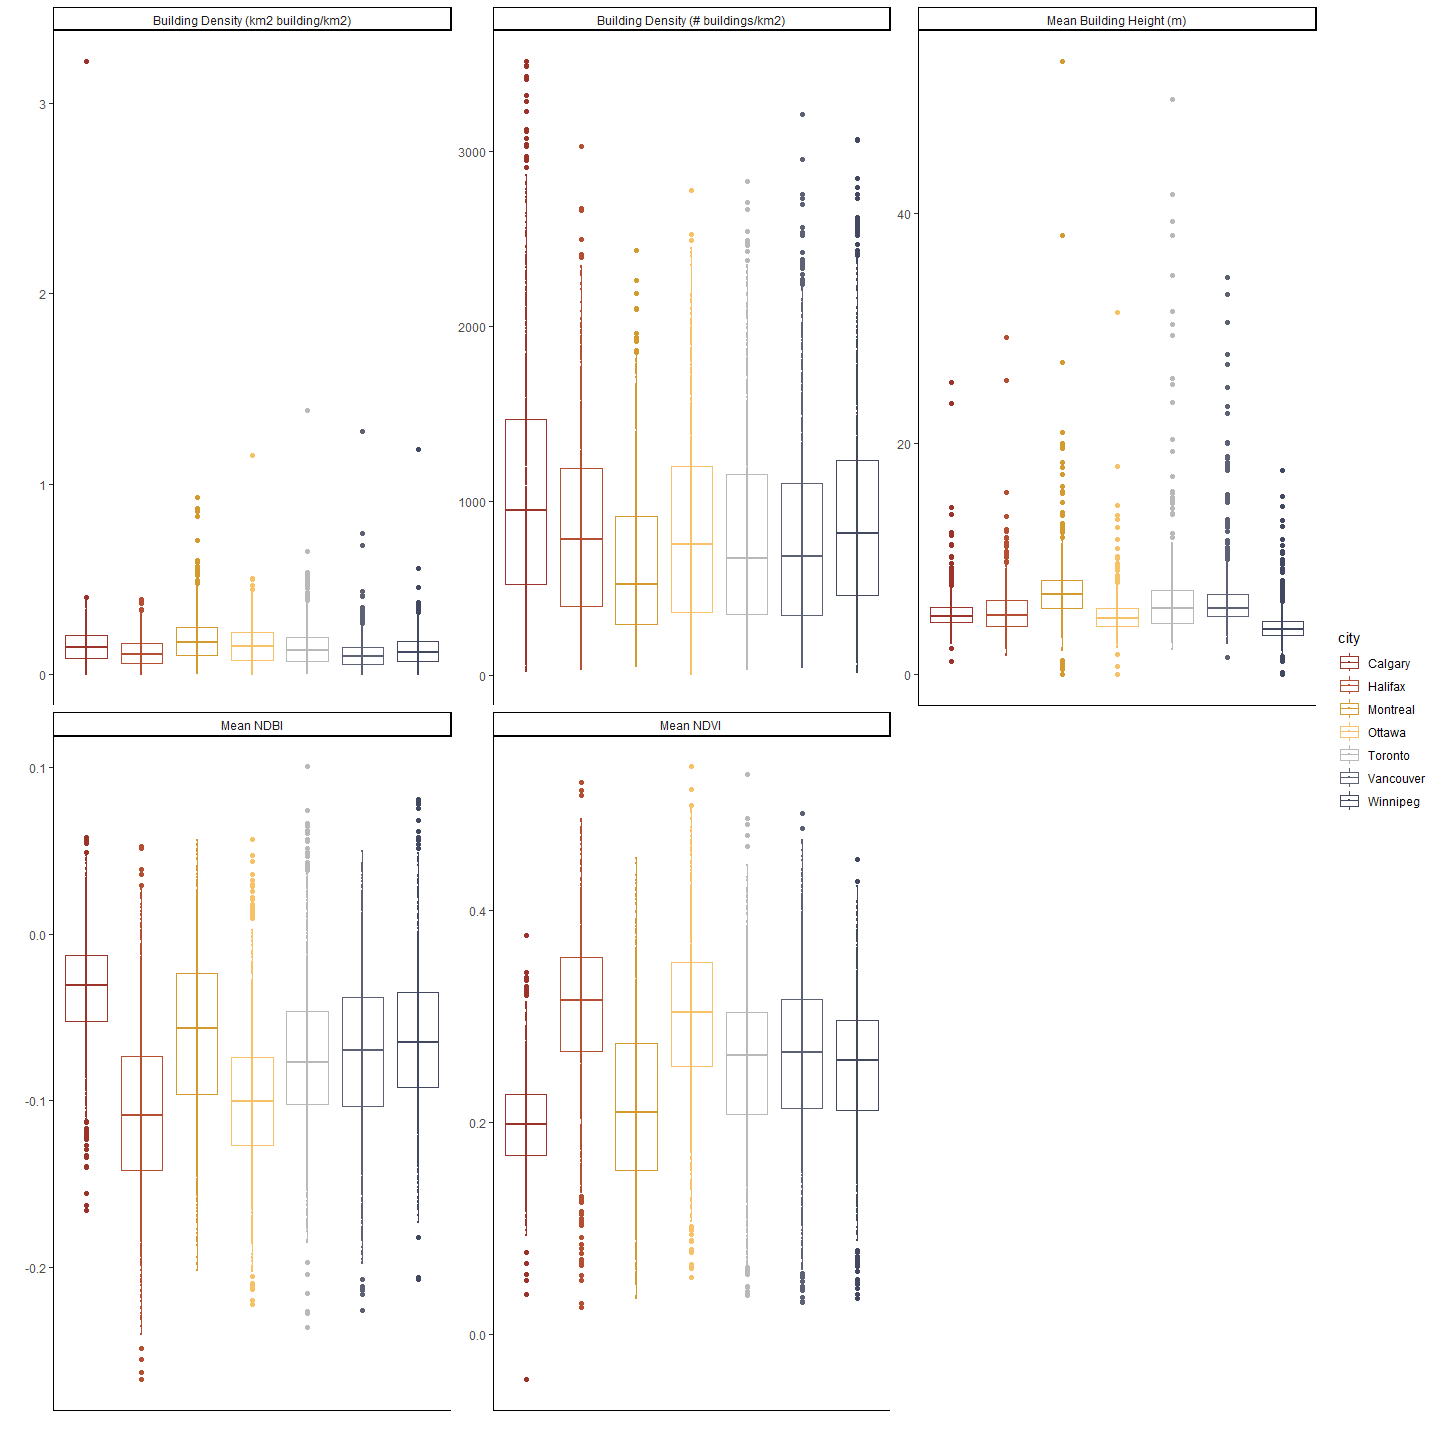 Building Density (km2 building/km2)
Building Density (# buildings/km2)
Mean Building Height (m)
3
2
1
0
3000
2000
1000
0
40
20
0
Mean NDBI
Mean NDVI
0.1
0.0
-0.1
-0.2
0.4
0.2
0.0
city
Calgary
Halifax
Montreal
Ottawa
Toronto
Vancouver
Winnipeg